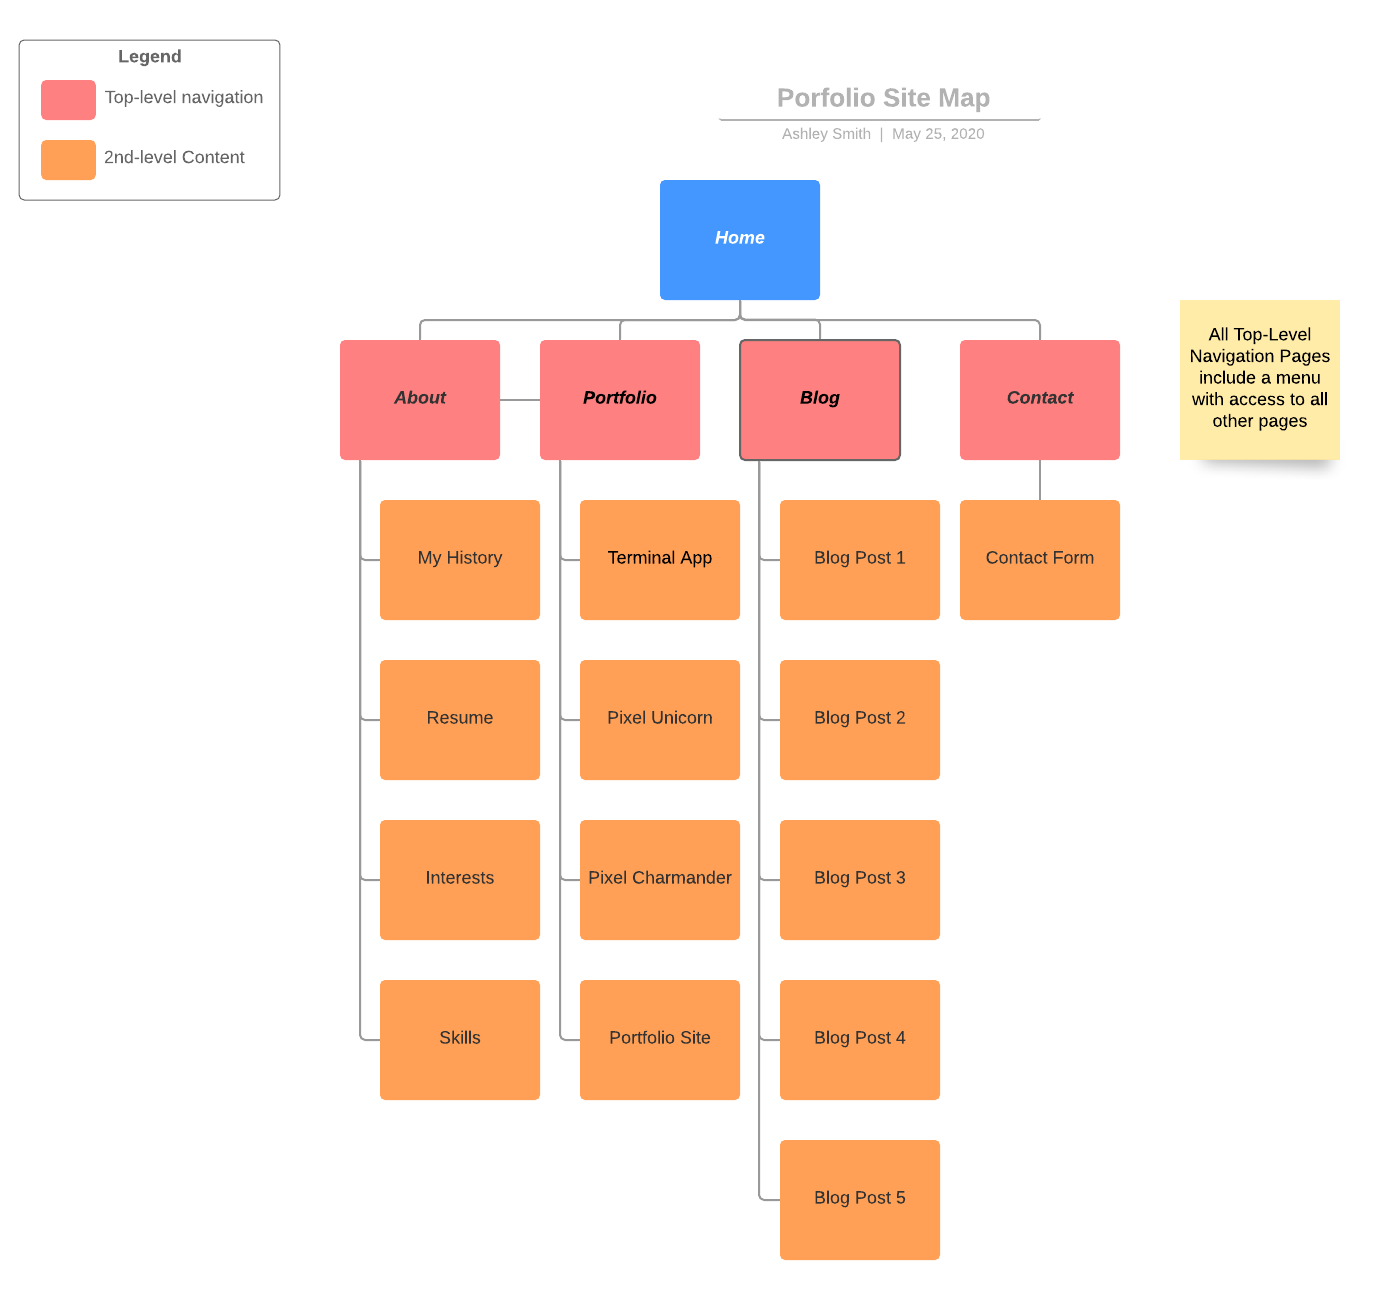 Legend
Top-level navigation
2nd-level Content
Porfolio Site Map
Ashley Smith | May 25, 2020
Home
About
Portfolio
Blog
Contact
All Top-Level
Navigation Pages
include a menu
with access to all
other pages
My History
Terminal App
Blog Post 1
Contact Form
Resume
Pixel Unicorn
Blog Post 2
Interests
Pixel Charmander
Blog Post 3
Skills
Portfolio Site
Blog Post 4
Blog Post 5